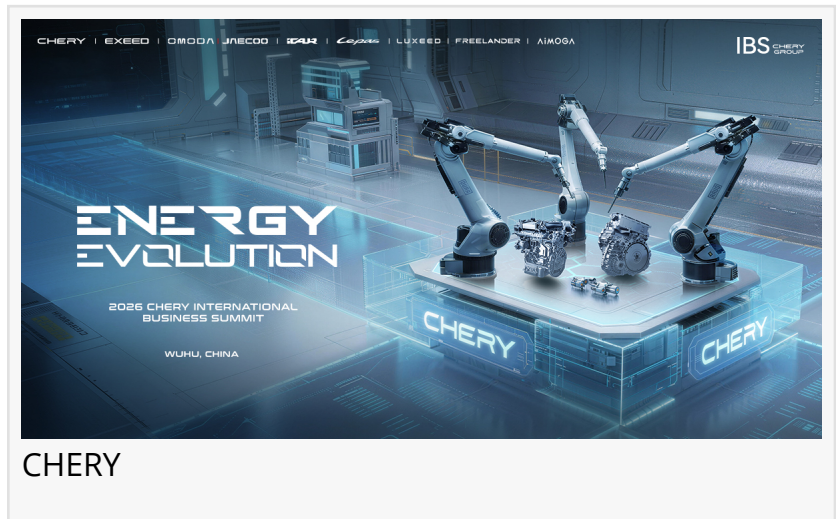 CHERY | EXEED | OMODA JAECOO | iCAUR | Lepas | LUXEED | FREELANDER | AiMOGA
IBS CHERY GROUP
ENERGY
EVOLUTION
2026 CHERY INTERNATIONAL
BUSINESS SUMMIT
WUHU, CHINA
CHERY
CHERY
CHERY